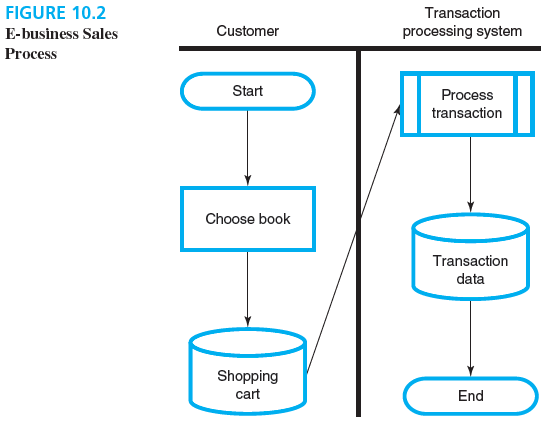 FIGURE 10.2
E-business Sales
Process
Customer
Transaction
processing system
Start
Choose book
Shopping
cart
Process
transaction
Transaction
data
End